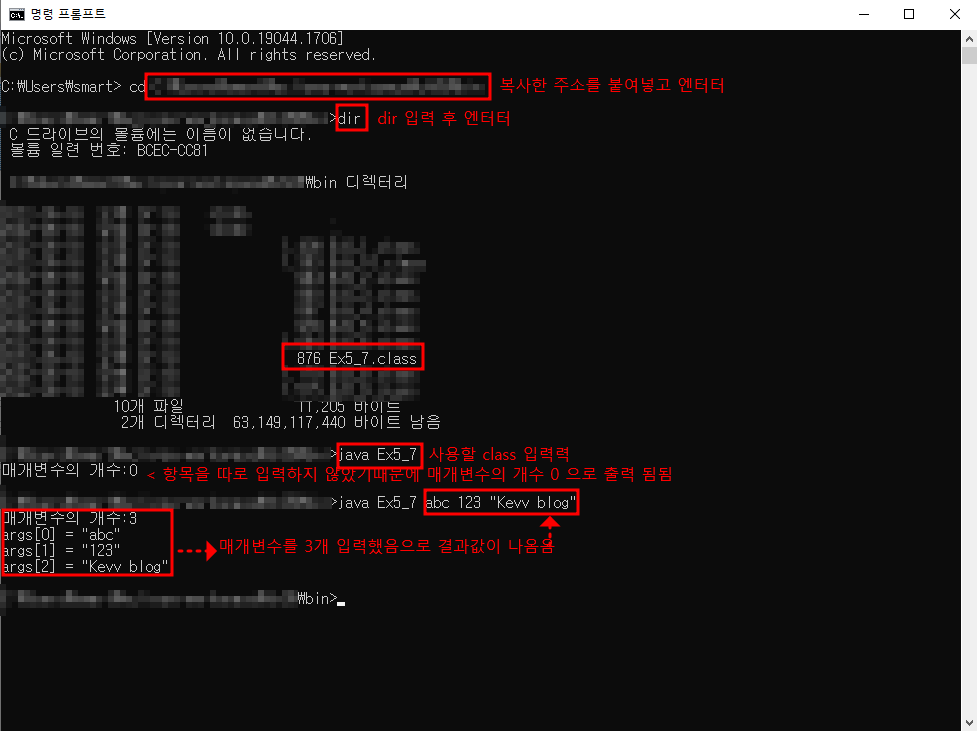 명령 프롬프트
Microsoft Windows [Version 10.0.19044.1706]
(c) Microsoft Corporation. All rights reserved.
C:\Users\smart> cd 복사한 주소를 붙여넣고 엔터터
>dir dir 입력 후 엔터터
C 드라이브의 볼륨에는 이름이 없습니다.
볼륨 일련 번호: BCEC-CC81
\bin 디렉터리
876 Ex5_7.class
10개 파일 11,205 바이트
2개 디렉터리 63,149,117,440 바이트 남음
>java Ex5_7 사용할 class 입력력
매개변수의 개수:0 < 항목을 따로 입력하지 않았기때문에 매개변수의 개수 0 으로 출력 됨됨
>java Ex5_7 abc 123 "Kevv blog"
매개변수의 개수:3
args[0] = "abc"
args[1] = "123" 매개변수를 3개 입력했음으로 결과값이 나옴음
args[2] = "Kevv blog"
\bin>